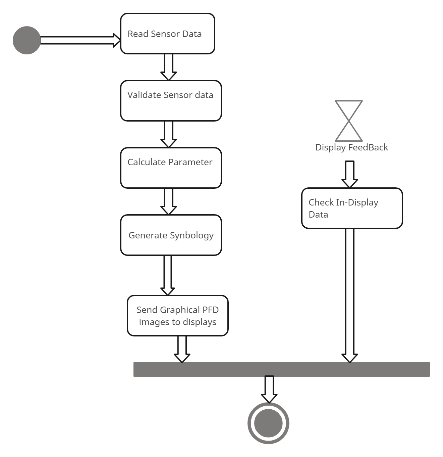 Read Sensor Data
Validate Sensor data
Calculate Parameter
Generate Synbology
Send Graphical PFD
images to displays
Display FeedBack
Check In-Display
Data